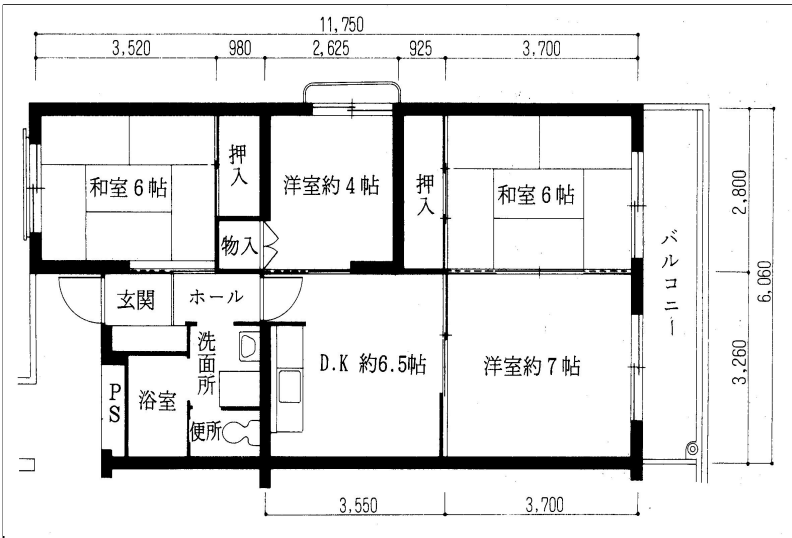 11,750
3,520
980
2,625
925
3,700
押入
洋室約4帖
押入
和室6帖
和室6帖
物入
バルコニー
2,800
6,060
3,260
玄関
ホール
洗面所
D.K 約6.5帖
洋室約7帖
PS
浴室
便所
3,550
3,700